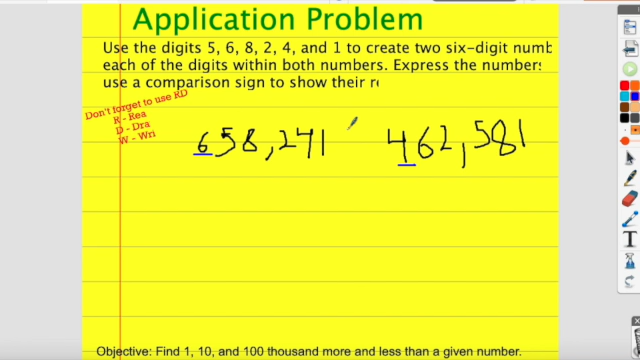 Application Problem
Use the digits 5, 6, 8, 2, 4, and 1 to create two six-digit numb
each of the digits within both numbers. Express the numbers
use a comparison sign to show their re
Don't forget to use RD
R - Rea
D - Dra
W - Wri
658,241 462,581
Objective: Find 1, 10, and 100 thousand more and less than a given number.